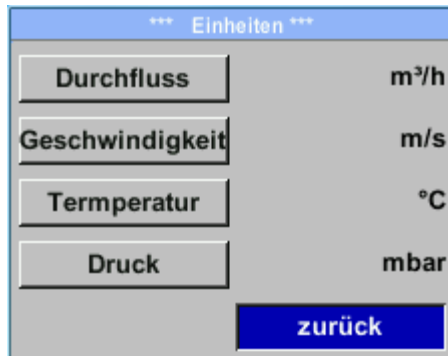 *** Einheiten ***
Durchfluss m³/h
Geschwindigkeit m/s
Termperatur °C
Druck mbar
zurück